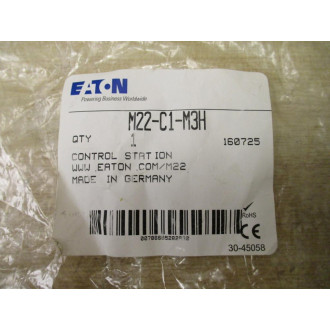 EATON
Powering Business Worldwide
M22-C1-M3H
QTY 1 160725
CONTROL STATION
WWW.EATON.COM/M22
MADE IN GERMANY
RoHS
CE
30-45058